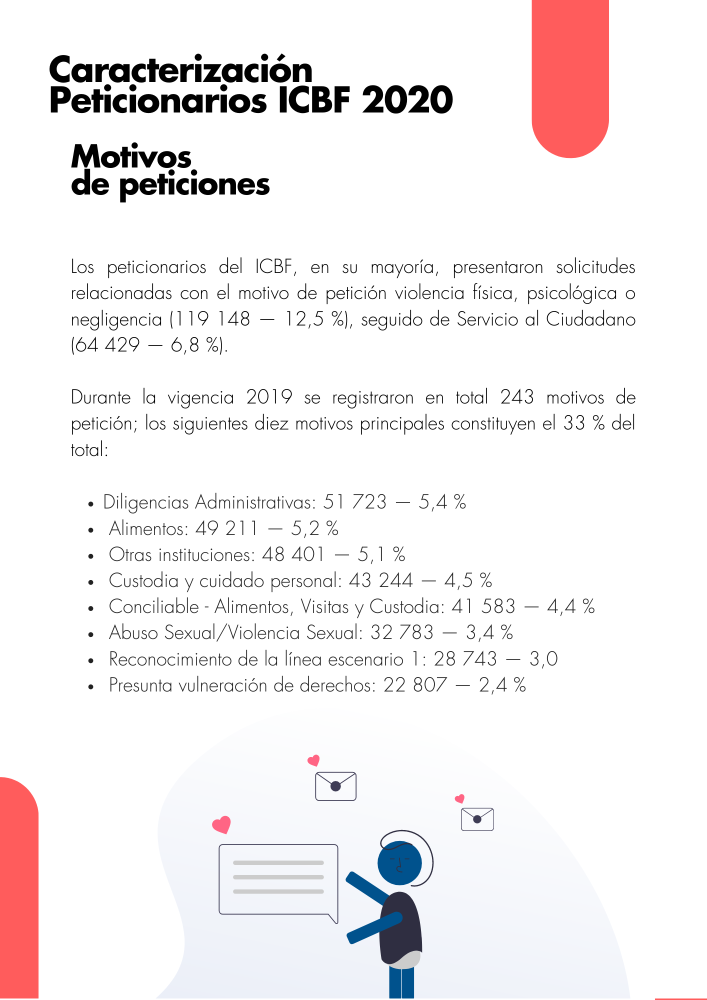 Caracterización
Peticionarios ICBF 2020
Motivos
de peticiones
Los peticionarios del ICBF, en su mayoría, presentaron solicitudes
relacionadas con el motivo de petición violencia física, psicológica o
negligencia (119 148 — 12,5 %), seguido de Servicio al Ciudadano
(64 429 — 6,8 %).
Durante la vigencia 2019 se registraron en total 243 motivos de
petición; los siguientes diez motivos principales constituyen el 33 % del
total:
• Diligencias Administrativas: 51 723 — 5,4 %
• Alimentos: 49 211 — 5,2 %
• Otras instituciones: 48 401 — 5,1 %
• Custodia y cuidado personal: 43 244 — 4,5 %
• Conciliable - Alimentos, Visitas y Custodia: 41 583 — 4,4 %
• Abuso Sexual/Violencia Sexual: 32 783 — 3,4 %
• Reconocimiento de la línea escenario 1: 28 743 — 3,0
• Presunta vulneración de derechos: 22 807 — 2,4 %